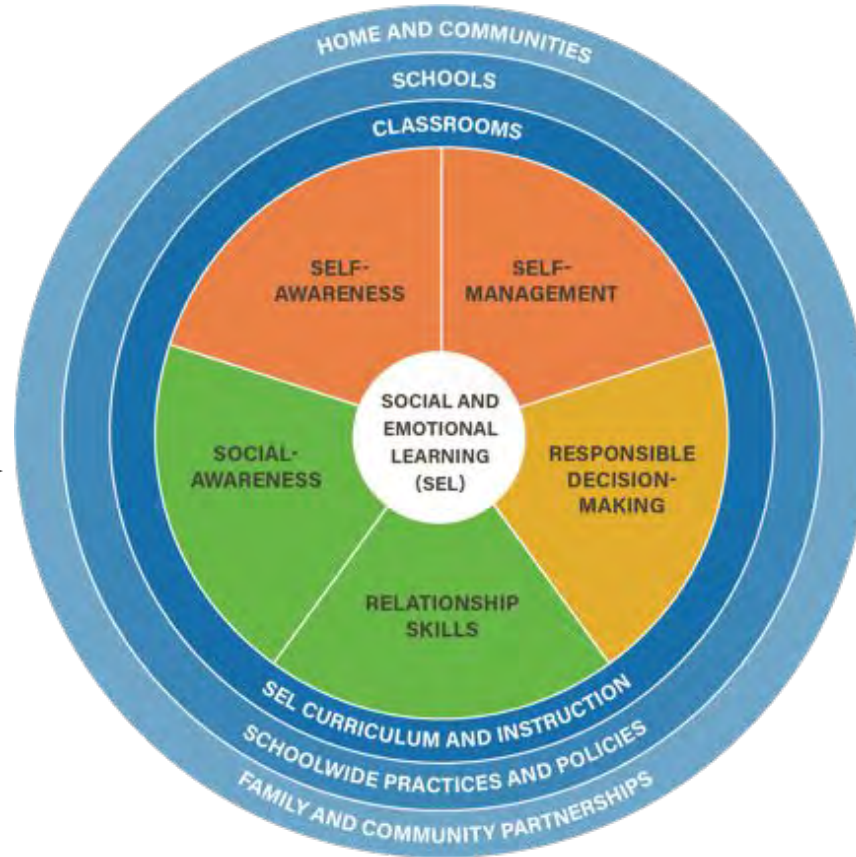 HOME AND COMMUNITIES
SCHOOLS
CLASSROOMS
SELF-
AWARENESS
SELF-
MANAGEMENT
SOCIAL AND
EMOTIONAL
LEARNING
(SEL)
SOCIAL-
AWARENESS
RESPONSIBLE
DECISION-
MAKING
RELATIONSHIP
SKILLS
SEL CURRICULUM AND INSTRUCTION
SCHOOLWIDE PRACTICES AND POLICIES
FAMILY AND COMMUNITY PARTNERSHIPS